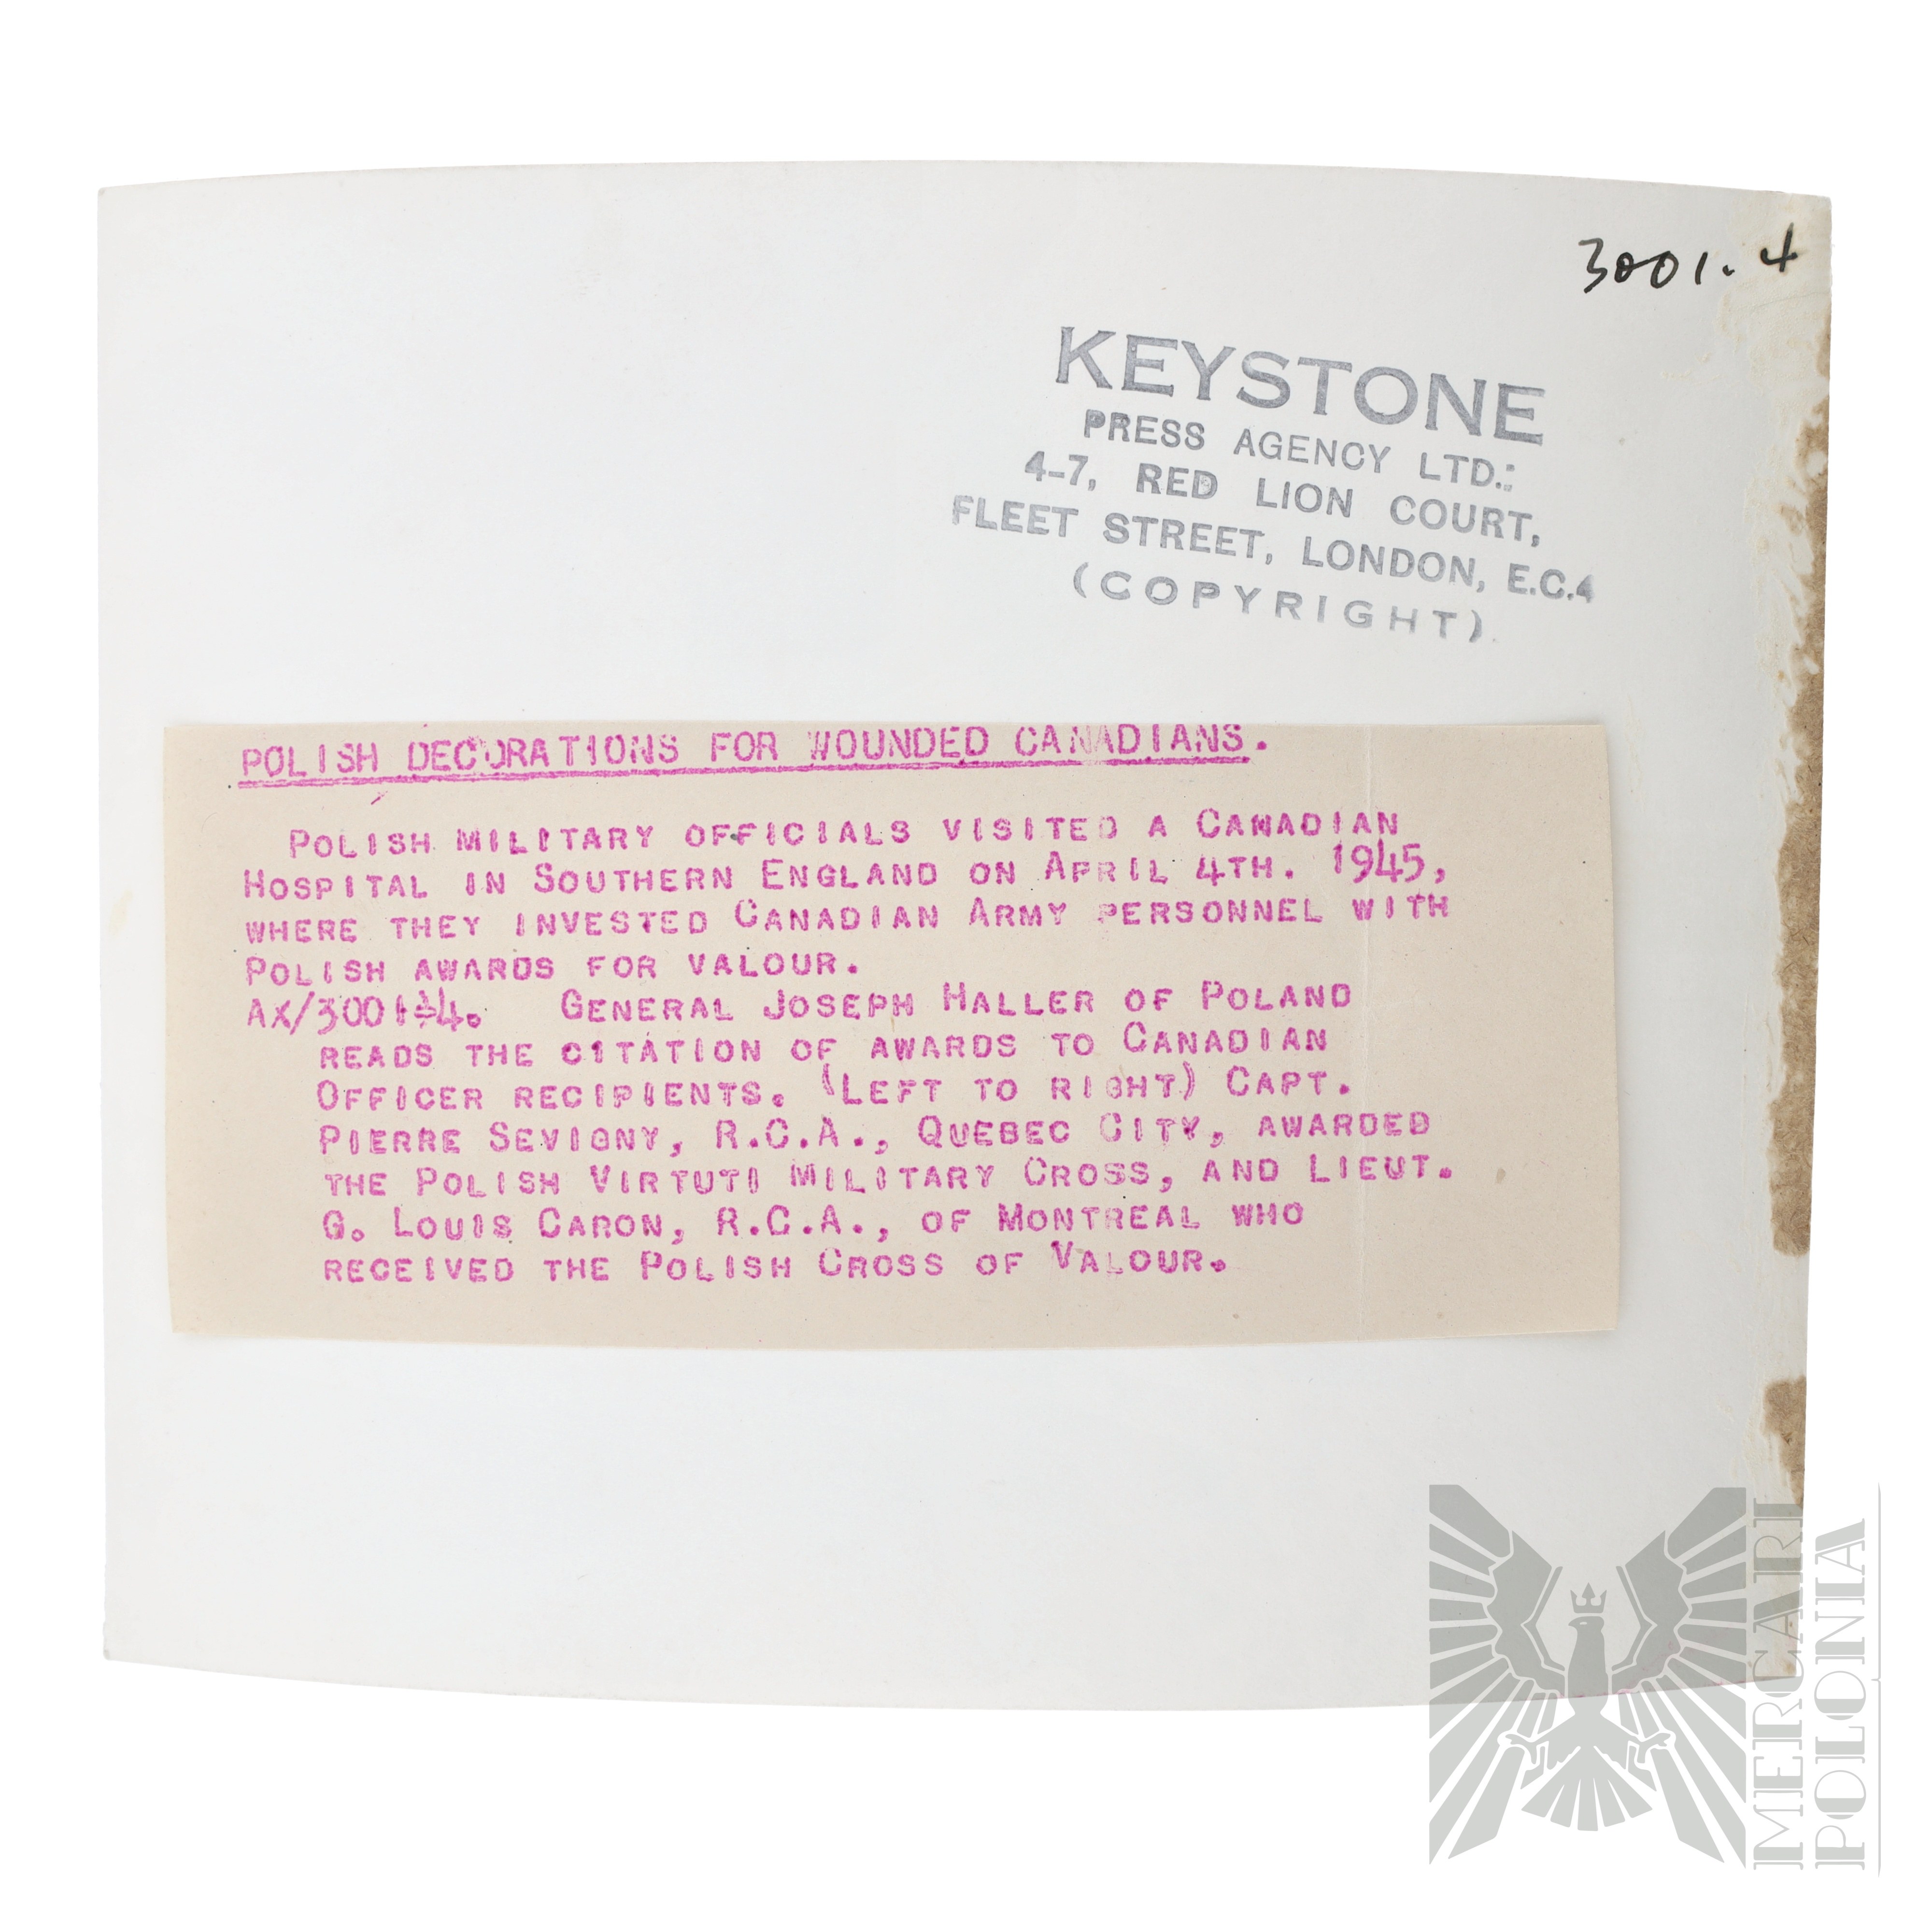 3001.4
KEYSTONE
PRESS AGENCY LTD.:
4-7, RED LION COURT,
FLEET STREET, LONDON, E.C.4
(COPYRIGHT).
POLISH DECORATIONS FOR WOUNDED CANADIANS.
POLISH MILITARY OFFICIALS VISITED A CANADIAN
HOSPITAL IN SOUTHERN ENGLAND ON APRIL 4TH. 1945,
WHERE THEY INVESTED CANADIAN ARMY PERSONNEL WITH
POLISH AWARDS FOR VALOUR.
AX/3001-4. GENERAL JOSEPH HALLER OF POLAND
READS THE CITATION OF AWARDS TO CANADIAN
OFFICER RECIPIENTS. (LEFT TO RIGHT) CAPT.
PIERRE SEVIGNY, R.C.A., QUEBEC CITY, AWARDED
THE POLISH VIRTUTI MILITARY CROSS, AND LIEUT.
G. LOUIS CARON, R.C.A., OF MONTREAL WHO
RECEIVED THE POLISH CROSS OF VALOUR.
MERCARI
POLONIA